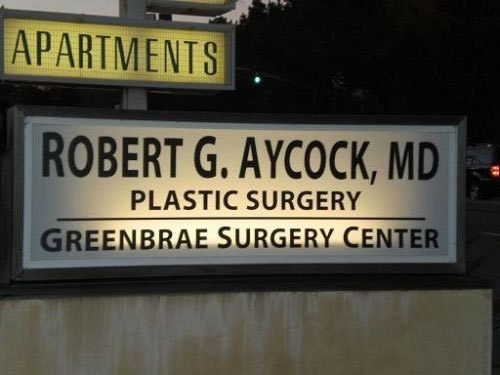 APARTMENTS
ROBERT G. AYCOCK, MD
PLASTIC SURGERY
GREENBRAE SURGERY CENTER